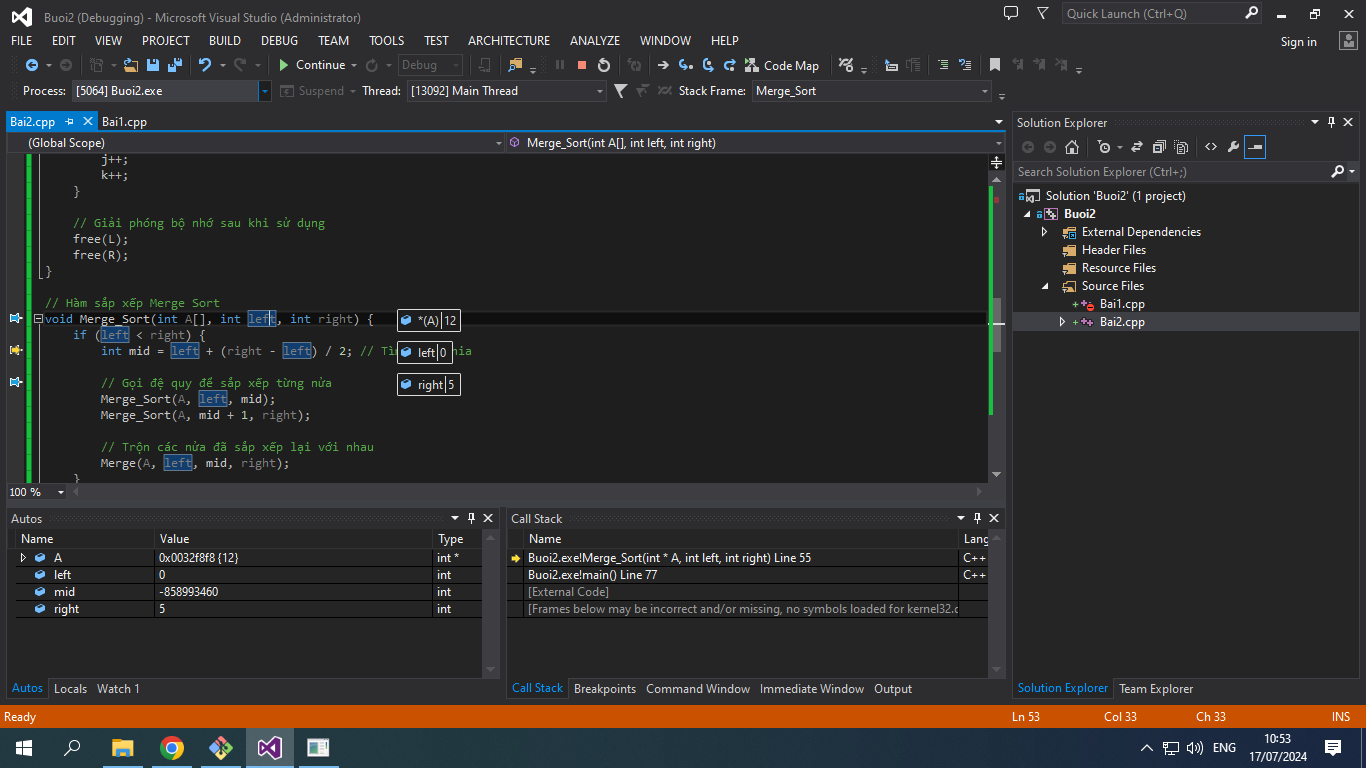 Buoi2 (Debugging) - Microsoft Visual Studio (Administrator)
Quick Launch (Ctrl+Q)
FILE EDIT VIEW PROJECT BUILD DEBUG TEAM TOOLS TEST ARCHITECTURE ANALYZE WINDOW HELP
Sign in
Continue Debug Code Map
Process: [5064] Buoi2.exe Suspend Thread: [13092] Main Thread Stack Frame: Merge_Sort
Bai2.cpp Bai1.cpp
(Global Scope) Merge_Sort(int A[], int left, int right)
j++;
k++;
}
// Giải phóng bộ nhớ sau khi sử dụng
free(L);
free(R);
}
// Hàm sắp xếp Merge Sort
void Merge_Sort(int A[], int left, int right) {
*(A) 12
if (left < right) {
int mid = left + (right - left) / 2; // hia
left 0
// Gọi đệ quy để sắp xếp từng nửa
right 5
Merge_Sort(A, left, mid);
Merge_Sort(A, mid + 1, right);
// Trộn các nửa đã sắp xếp lại với nhau
Merge(A, left, mid, right);
}
100 %
Autos
Name Value Type
A 0x0032f8f8 {12} int *
left 0 int
mid -858993460 int
right 5 int
Autos Locals Watch 1
Call Stack
Name Lang
Buoi2.exe!Merge_Sort(int * A, int left, int right) Line 55 C++
Buoi2.exe!main() Line 77 C++
[External Code]
[Frames below may be incorrect and/or missing, no symbols loaded for kernel32.d
Call Stack Breakpoints Command Window Immediate Window Output
Solution Explorer
Search Solution Explorer (Ctrl+;)
Solution 'Buoi2' (1 project)
Buoi2
External Dependencies
Header Files
Resource Files
Source Files
Bai1.cpp
Bai2.cpp
Solution Explorer Team Explorer
Ready Ln 53 Col 33 Ch 33 INS
ENG
10:53
17/07/2024